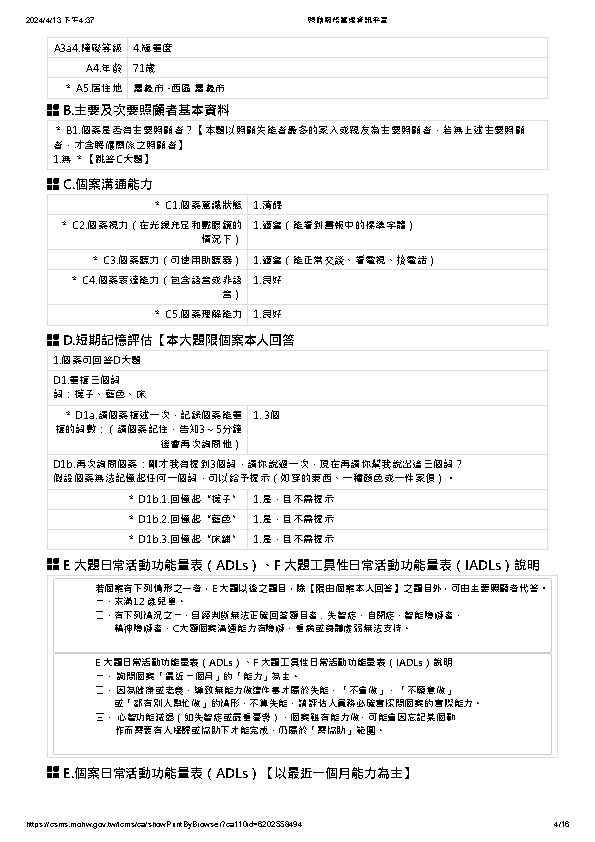 2024/4/13 下午4:37 照顧服務管理資訊平臺
A3a4.障礙等級 4.極重度
A4.年齡 71歲
* A5.居住地 嘉義市 -西區 嘉義市
B.主要及次要照顧者基本資料
* B1.個案是否有主要照顧者？【本題以照顧失能者最多的家人或親友為主要照顧者，若無上述主要照顧
者，才含聘僱關係之照顧者】
1.無 *【跳答C大題】
C.個案溝通能力
* C1.個案意識狀態 1.清醒
* C2.個案視力（在光線充足和戴眼鏡的
情況下） 1.適當（能看到書報中的標準字體）
* C3.個案聽力（可使用助聽器） 1.適當（能正常交談、看電視、接電話）
* C4.個案表達能力（包含語言或非語
言） 1.良好
* C5.個案理解能力 1.良好
D.短期記憶評估【本大題限個案本人回答
1.個案可回答D大題
D1.重複三個詞
詞：襪子、藍色、床
* D1a.請個案複述一次，記錄個案能重
複的詞數：（請個案記住，告知3～5分鐘
後會再次詢問他） 1. 3個
D1b.再次詢問個案：剛才我有提到3個詞，請你說過一次，現在再請你幫我說出這三個詞？
假設個案無法記憶起任何一個詞，可以給予提示（如穿的東西、一種顏色或一件家俱）。
* D1b.1.回憶起“襪子” 1.是，且不需提示
* D1b.2.回憶起“藍色” 1.是，且不需提示
* D1b.3.回憶起“床鋪” 1.是，且不需提示
E 大題日常活動功能量表（ADLs）、F 大題工具性日常活動功能量表（IADLs）說明
若個案有下列情形之一者，E大題以後之題目，除【限由個案本人回答】之題目外，可由主要照顧者代答。
一、未滿12 歲兒童。
二、有下列情況之一，且經判斷無法正確回答題目者，失智症、自閉症、智能障礙者、
精神障礙者、C大題個案溝通能力有障礙、重病或身體虛弱無法支持。
E 大題日常活動功能量表（ADLs）、F 大題工具性日常活動功能量表（IADLs）說明
一、 詢問個案「最近一個月」的「能力」為主。
二、 因為健康或老衰，導致無能力做這件事才屬於失能，「不會做」、「不願意做」
或「都有別人幫忙做」的情形，不算失能，請評估人員務必確實探問個案的實際能力。
三、 心智功能減退（如失智症或嚴重憂鬱），個案雖有能力做，可能會因忘記某個動
作而需要有人提醒或協助下才能完成，仍屬於「需協助」範圍。
E.個案日常活動功能量表（ADLs）【以最近一個月能力為主】
https://csms.mohw.gov.tw/lcms/ca/showPrintByBrowser?ca110id=6202558494 4/16